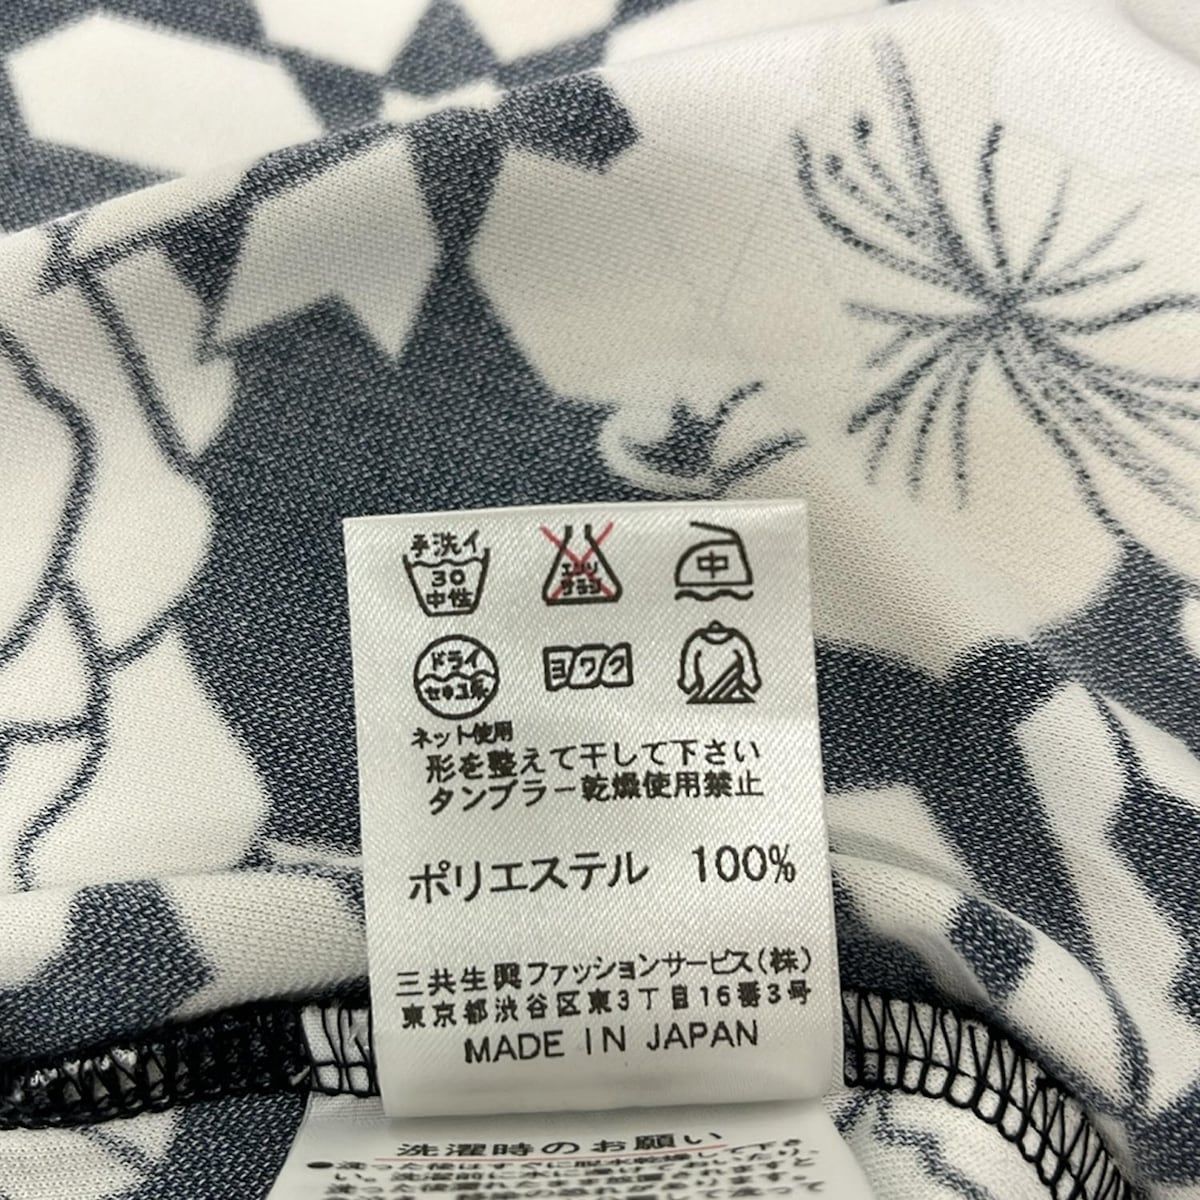 手洗イ
30
中性
エンソ
サラシ
中
ドライ
セキユ系
ヨワク
ネット使用
形を整えて干して下さい
タンブラー乾燥使用禁止
ポリエステル 100%
三共生興ファッションサービス(株)
東京都渋谷区東3丁目16番3号
MADE IN JAPAN
洗濯時のお願い